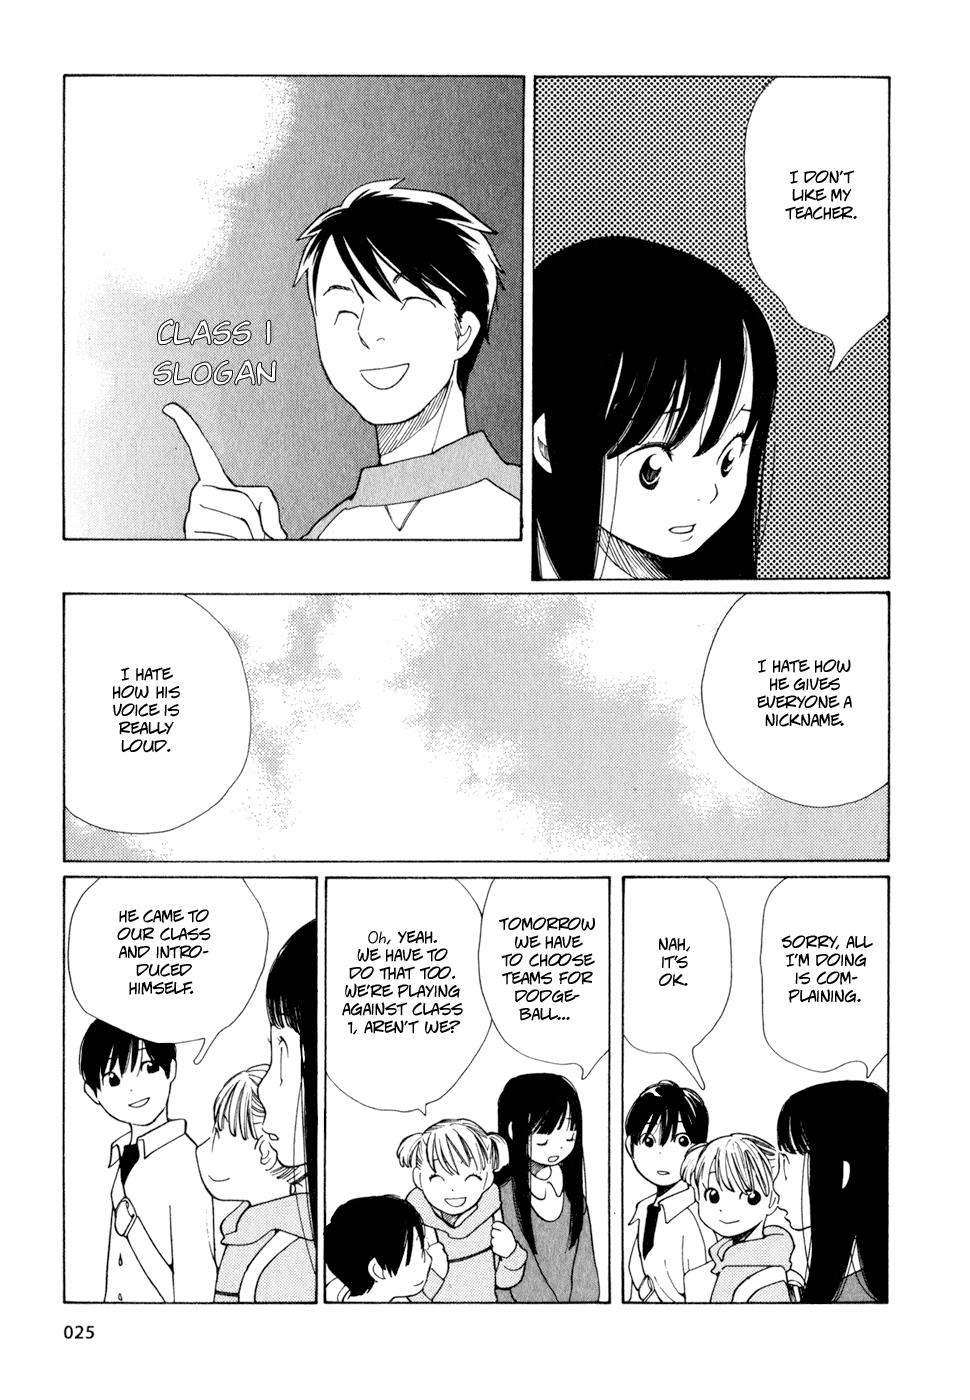 I DON'T
LIKE MY
TEACHER.
CLASS 1
SLOGAN
I HATE HOW
HE GIVES
EVERYONE A
NICKNAME.
I HATE
HOW HIS
VOICE IS
REALLY
LOUD.
SORRY, ALL
I'M DOING
IS COM-
PLAINING.
NAH,
IT'S
OK.
TOMORROW
WE HAVE
TO CHOOSE
TEAMS FOR
DODGE-
BALL...
Oh, YEAH.
WE HAVE TO
DO THAT TOO.
WE'RE PLAYING
AGAINST CLASS
1, AREN'T WE?
HE CAME TO
OUR CLASS
AND INTRO-
DUCED
HIMSELF.
025